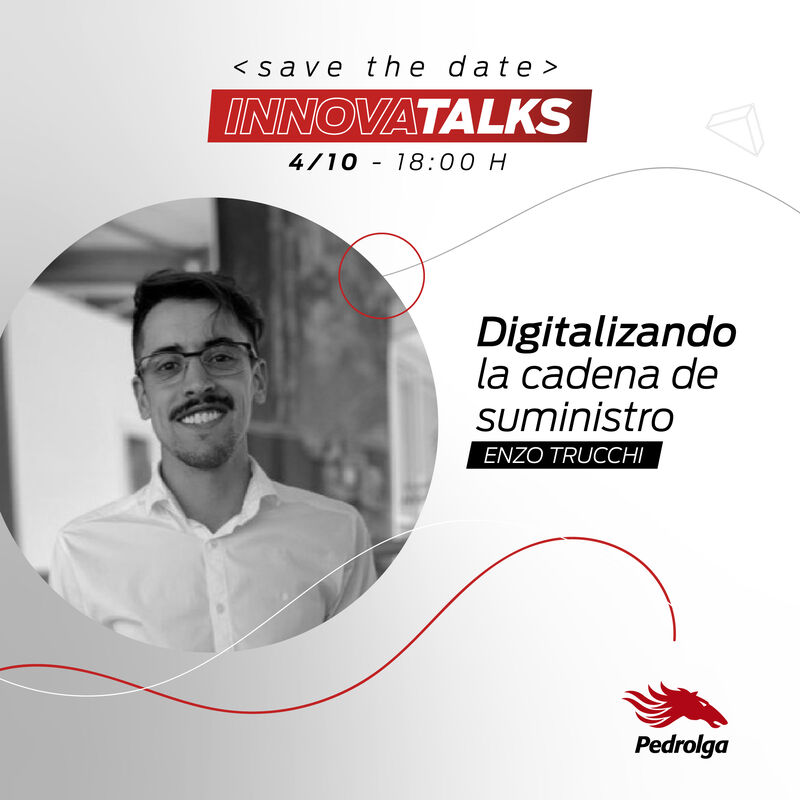 <save the date>
INNOVATALKS
4/10 - 18:00 H
Digitalizando
la cadena de
suministro
ENZO TRUCCHI
Pedrolga